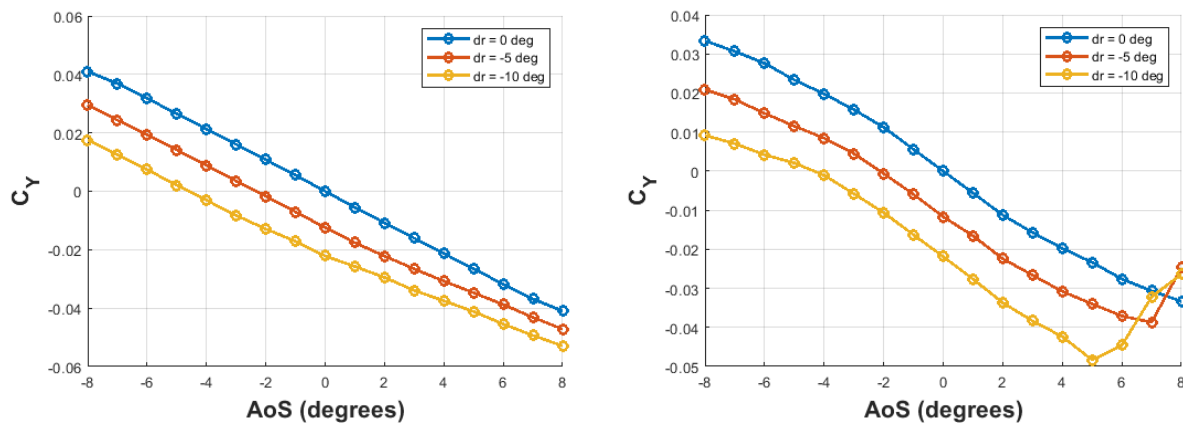 0.06
0.04
0.02
0
-0.02
-0.04
-0.06
C_Y
-8 -6 -4 -2 0 2 4 6 8
AoS (degrees)
dr = 0 deg
dr = -5 deg
dr = -10 deg
0.04
0.03
0.02
0.01
0
-0.01
-0.02
-0.03
-0.04
-0.05
C_Y
-8 -6 -4 -2 0 2 4 6 8
AoS (degrees)
dr = 0 deg
dr = -5 deg
dr = -10 deg